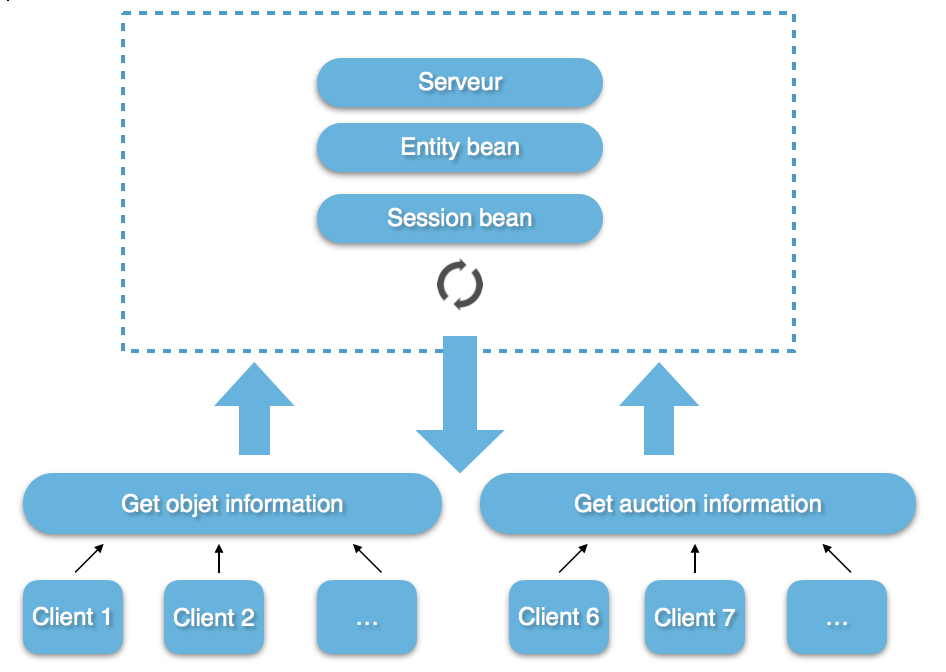 Serveur
Entity bean
Session bean
Get objet information
Get auction information
Client 1
Client 2
...
Client 6
Client 7
...